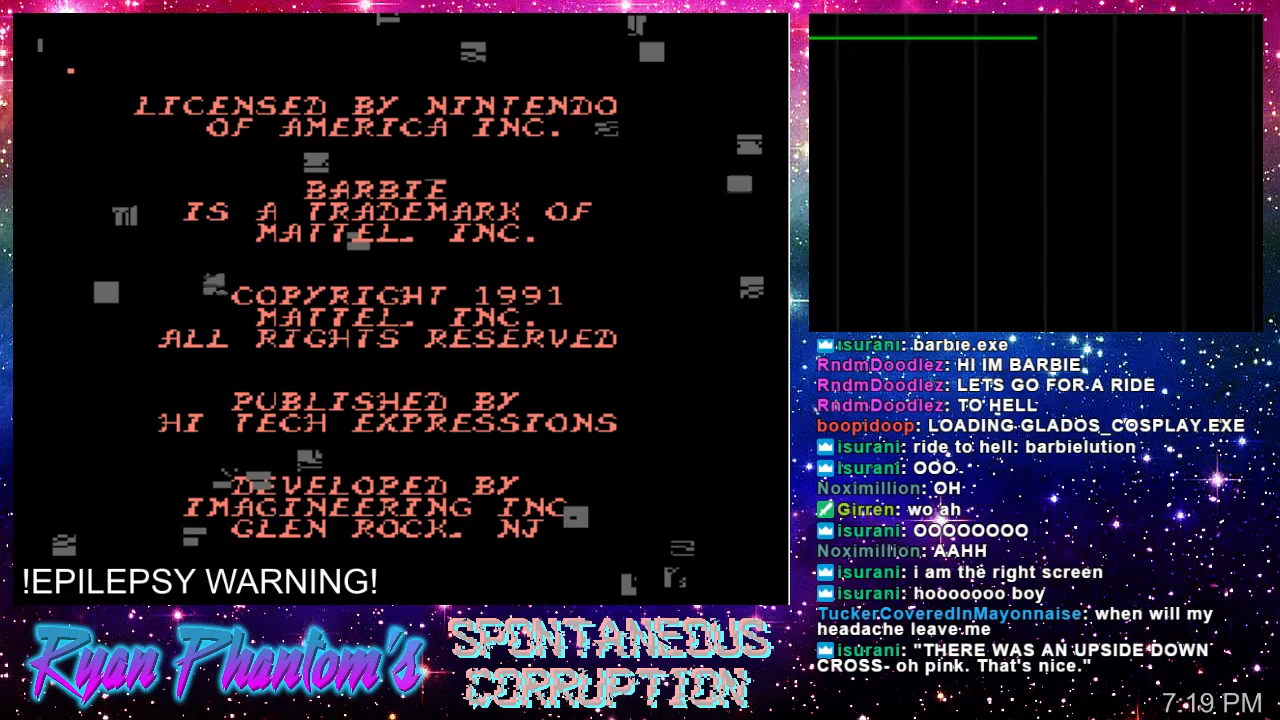 LICENSED BY NINTENDO
OF AMERICA INC.
BARBIE
IS A TRADEMARK OF
MATTEL. INC.
COPYRIGHT 1991
MATTEL. INC.
ALL RIGHTS RESERVED
PUBLISHED BY
HI TECH EXPRESSIONS
DEVELOPED BY
IMAGINEERING INC
GLEN ROCK. NJ
!EPILEPSY WARNING!
Ryan Phantom's
SPONTANEOUS
CORRUPTION
isurani: barbie.exe
RndmDoodlez: HI IM BARBIE
RndmDoodlez: LETS GO FOR A RIDE
RndmDoodlez: TO HELL
boopidoop: LOADING GLADOS_COSPLAY.EXE
isurani: ride to hell: barbielution
isurani: OOO
Noximillion: OH
Girren: wo ah
isurani: OOOOOOOO
Noximillion: AAHH
isurani: i am the right screen
isurani: hooooooo boy
TuckerCoveredInMayonnaise: when will my
headache leave me
isurani: "THERE WAS AN UPSIDE DOWN
CROSS- oh pink. That's nice."
7:19 PM